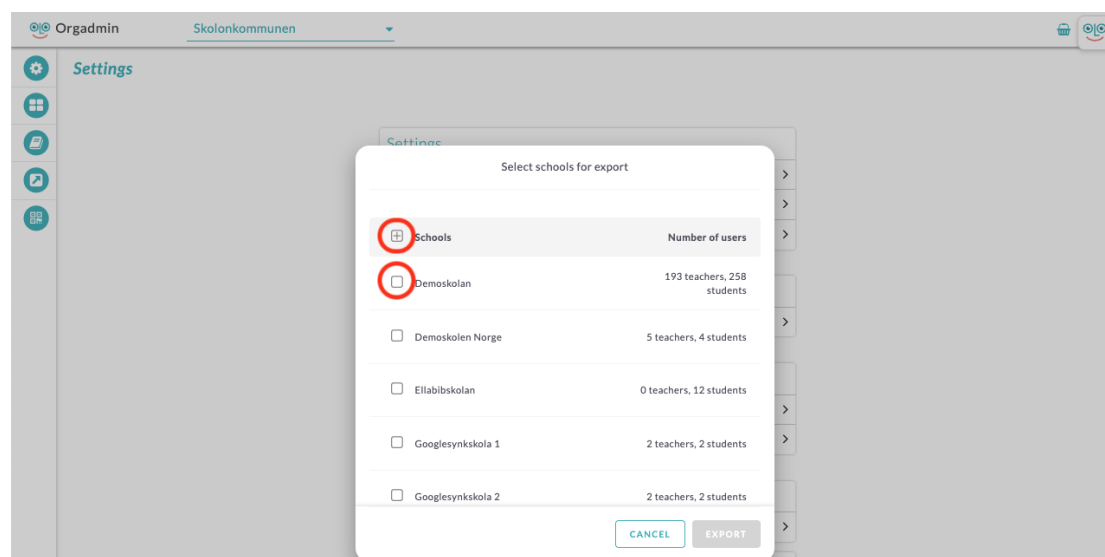 Orgadmin Skolonkommunen
Settings
Settings
Select schools for export
Schools Number of users
Demoskolan 193 teachers, 258
students
Demoskolen Norge 5 teachers, 4 students
Ellabibskolan 0 teachers, 12 students
Googlesynkskola 1 2 teachers, 2 students
Googlesynkskola 2 2 teachers, 2 students
CANCEL EXPORT